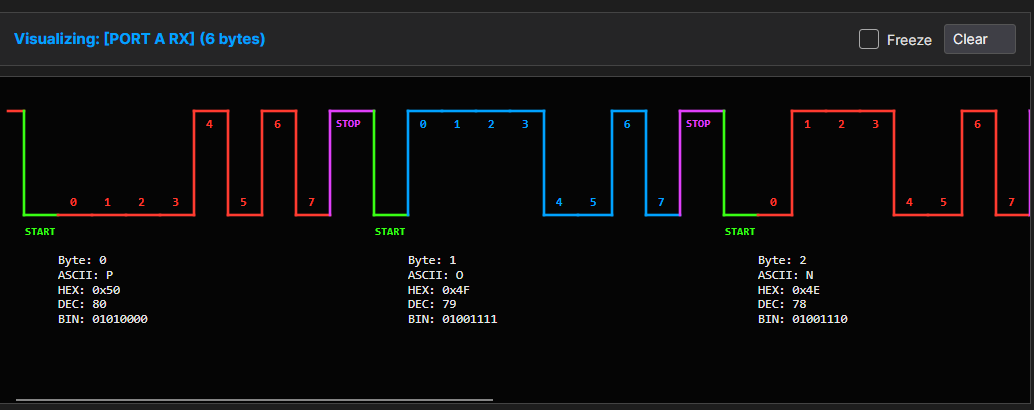 Visualizing: [PORT A RX] (6 bytes)
Freeze
Clear
4 6 STOP 0 1 2 3 6 STOP 1 2 3 6
0 1 2 3 5 7 4 5 7 0 4 5 7
START START START
Byte: 0
ASCII: P
HEX: 0x50
DEC: 80
BIN: 01010000
Byte: 1
ASCII: O
HEX: 0x4F
DEC: 79
BIN: 01001111
Byte: 2
ASCII: N
HEX: 0x4E
DEC: 78
BIN: 01001110